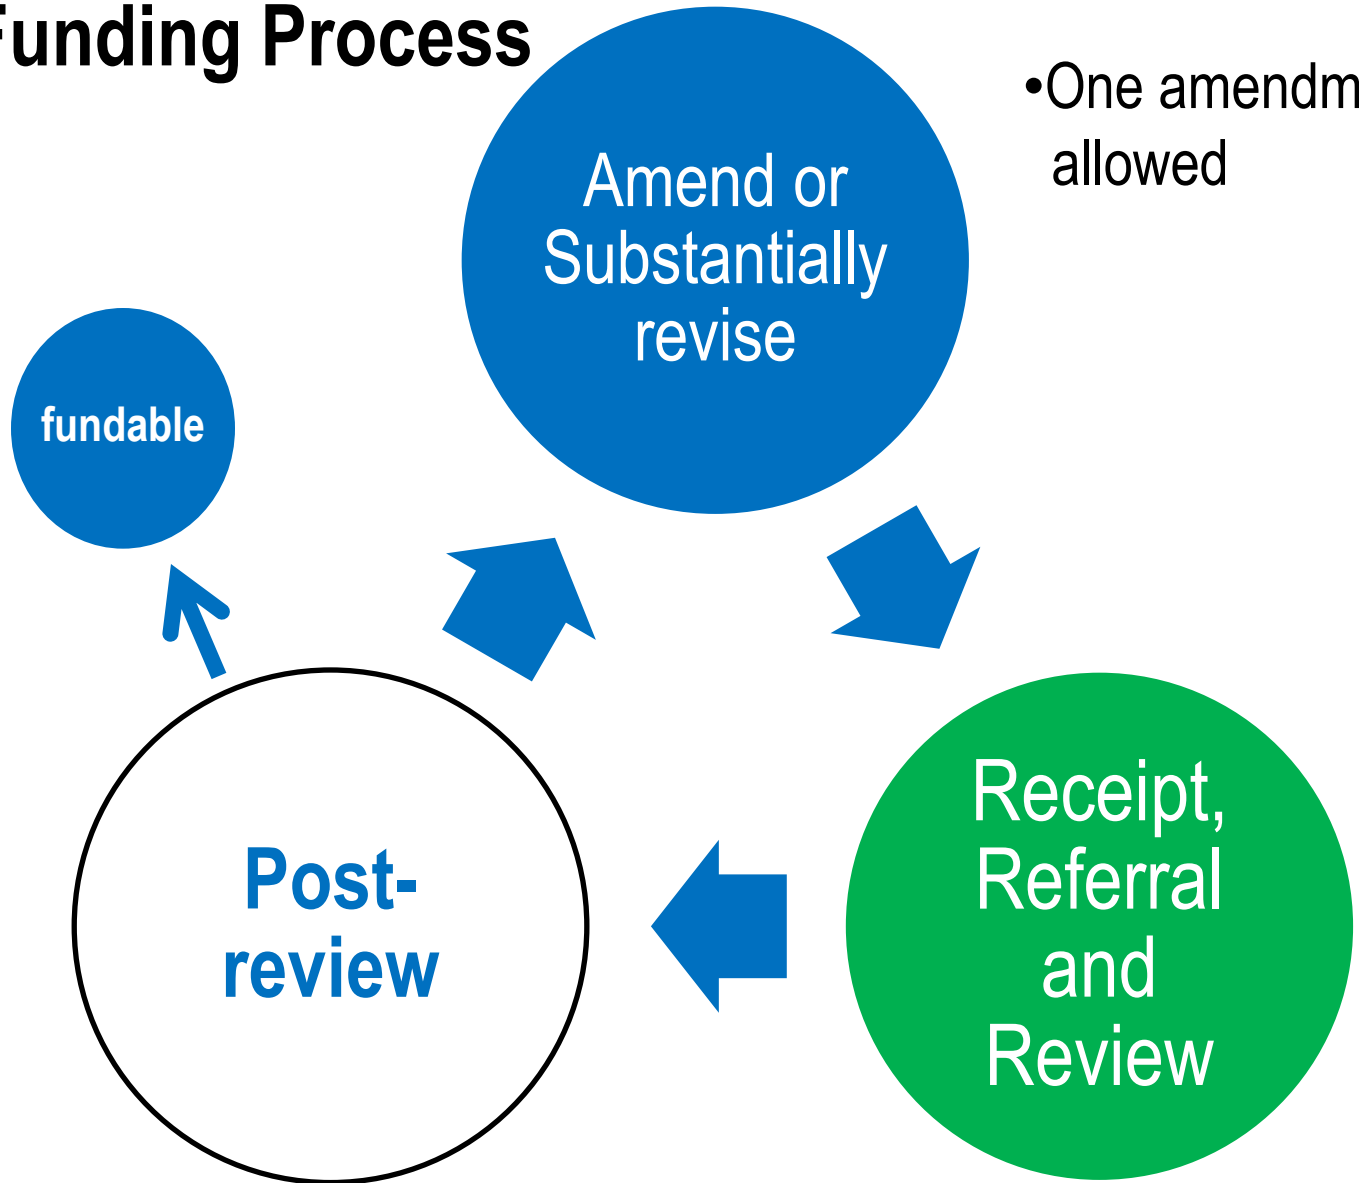 Funding Process
•One amendm
allowed
Amend or
Substantially
revise
fundable
Post-
review
Receipt,
Referral
and
Review